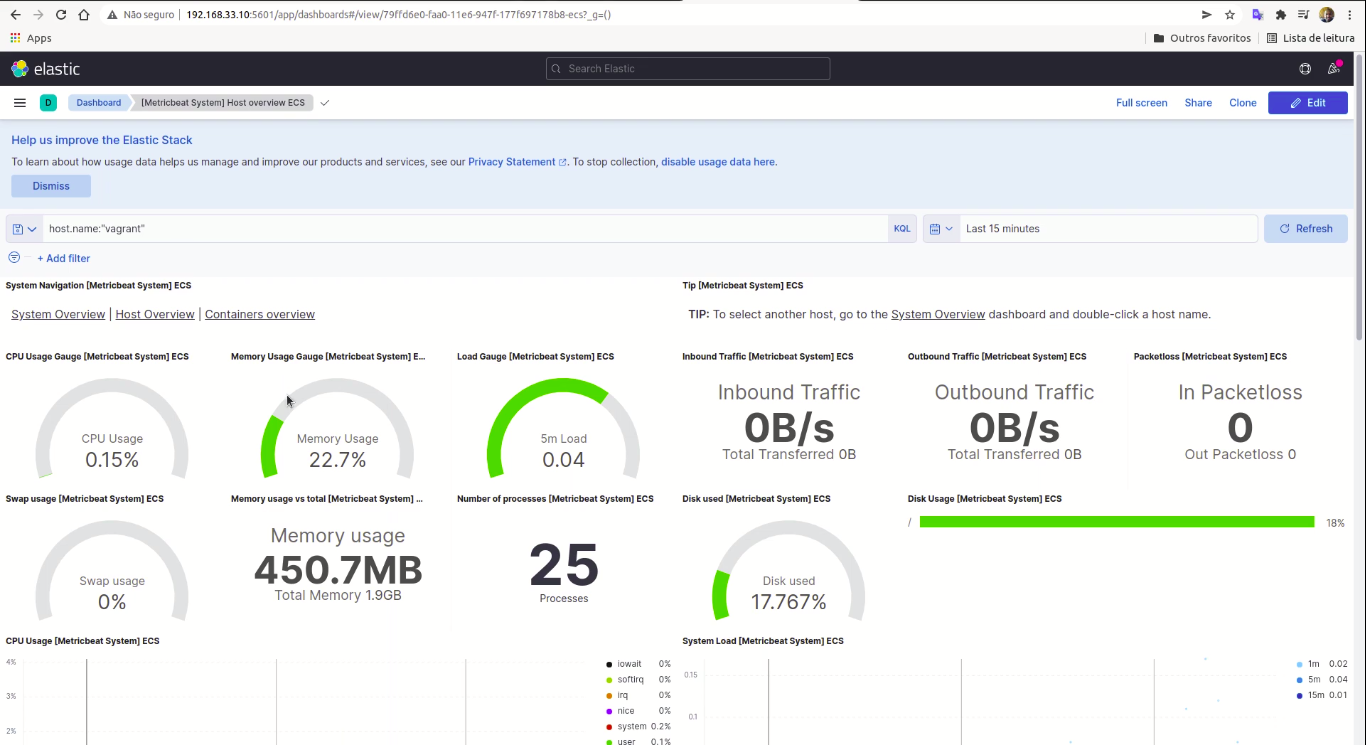 Não seguro
192.168.33.10:5601/app/dashboards#/view/79ffd6e0-faa0-11e6-947f-177f697178b8-ecs?_g=()
Apps
Outros favoritos
Lista de leitura
elastic
Search Elastic
D
Dashboard
[Metricbeat System] Host overview ECS
Full screen
Share
Clone
Edit
Help us improve the Elastic Stack
To learn about how usage data helps us manage and improve our products and services, see our Privacy Statement. To stop collection, disable usage data here.
Dismiss
host.name:"vagrant"
KQL
Last 15 minutes
Refresh
+ Add filter
System Navigation [Metricbeat System] ECS
Tip [Metricbeat System] ECS
System Overview | Host Overview | Containers overview
TIP: To select another host, go to the System Overview dashboard and double-click a host name.
CPU Usage Gauge [Metricbeat System] ECS
Memory Usage Gauge [Metricbeat System] E...
Load Gauge [Metricbeat System] ECS
Inbound Traffic [Metricbeat System] ECS
Outbound Traffic [Metricbeat System] ECS
Packetloss [Metricbeat System] ECS
CPU Usage
0.15%
Memory Usage
22.7%
5m Load
0.04
Inbound Traffic
0B/s
Total Transferred 0B
Outbound Traffic
0B/s
Total Transferred 0B
In Packetloss
0
Out Packetloss 0
Swap usage [Metricbeat System] ECS
Memory usage vs total [Metricbeat System] ...
Number of processes [Metricbeat System] ECS
Disk used [Metricbeat System] ECS
Disk Usage [Metricbeat System] ECS
Swap usage
0%
Memory usage
450.7MB
Total Memory 1.9GB
25
Processes
Disk used
17.767%
/
18%
CPU Usage [Metricbeat System] ECS
System Load [Metricbeat System] ECS
4%
3%
2%
iowait 0%
softirq 0%
irq 0%
nice 0%
system 0.2%
user 0.1%
0.15
0.1
1m 0.02
5m 0.04
15m 0.01